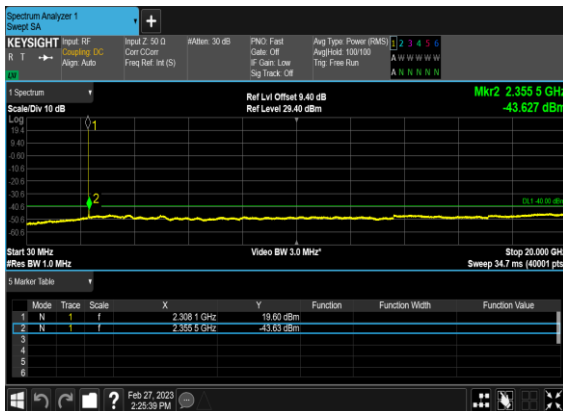 Spectrum Analyzer 1
Swept SA
+
KEYSIGHT Input: RF Input Z: 50 Ω #Atten: 30 dB PNO: Fast Avg Type: Power (RMS) 1 2 3 4 5 6
R T Coupling: DC Corr CCorr Gate: Off Avg|Hold: 100/100 A W W W W W
Align: Auto Freq Ref: Int (S) IF Gain: Low Trig: Free Run
Sig Track: Off A N N N N N
1 Spectrum Ref Lvl Offset 9.40 dB Mkr2 2.355 5 GHz
Scale/Div 10 dB Ref Level 29.40 dBm -43.627 dBm
Log 1
19.4
9.40
-0.60
-10.6
-20.6
-30.6 2
-40.6 DL1 -40.00 dBm
-50.6
-60.6
Start 30 MHz Video BW 3.0 MHz* Stop 20.000 GHz
#Res BW 1.0 MHz Sweep 34.7 ms (40001 pts)
5 Marker Table
Mode Trace Scale X Y Function Function Width Function Value
1 N 1 f 2.308 1 GHz 19.60 dBm
2 N 1 f 2.355 5 GHz -43.63 dBm
3
4
5
6
? Feb 27, 2023
2:25:39 PM